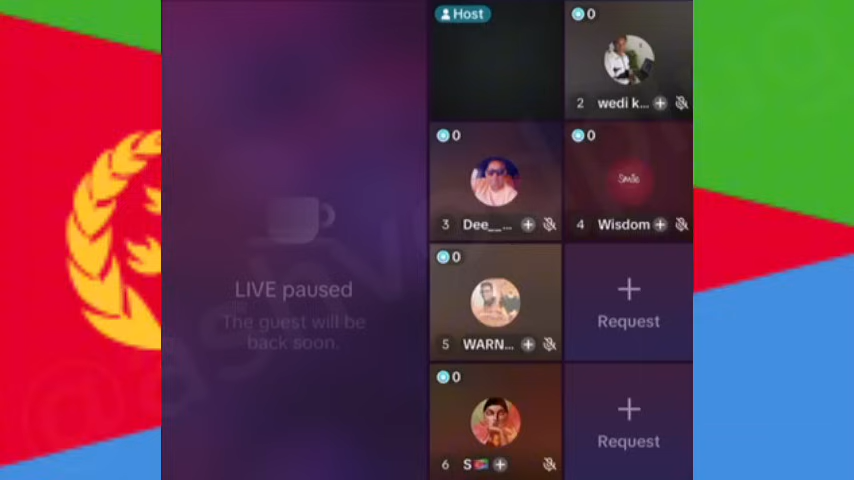 Host
0
2 wedi k...
0
3 Dee__...
0
4 Wisdom
Smile
0
5 WARN...
+
Request
0
6 S
+
Request
LIVE paused
The guest will be
back soon.